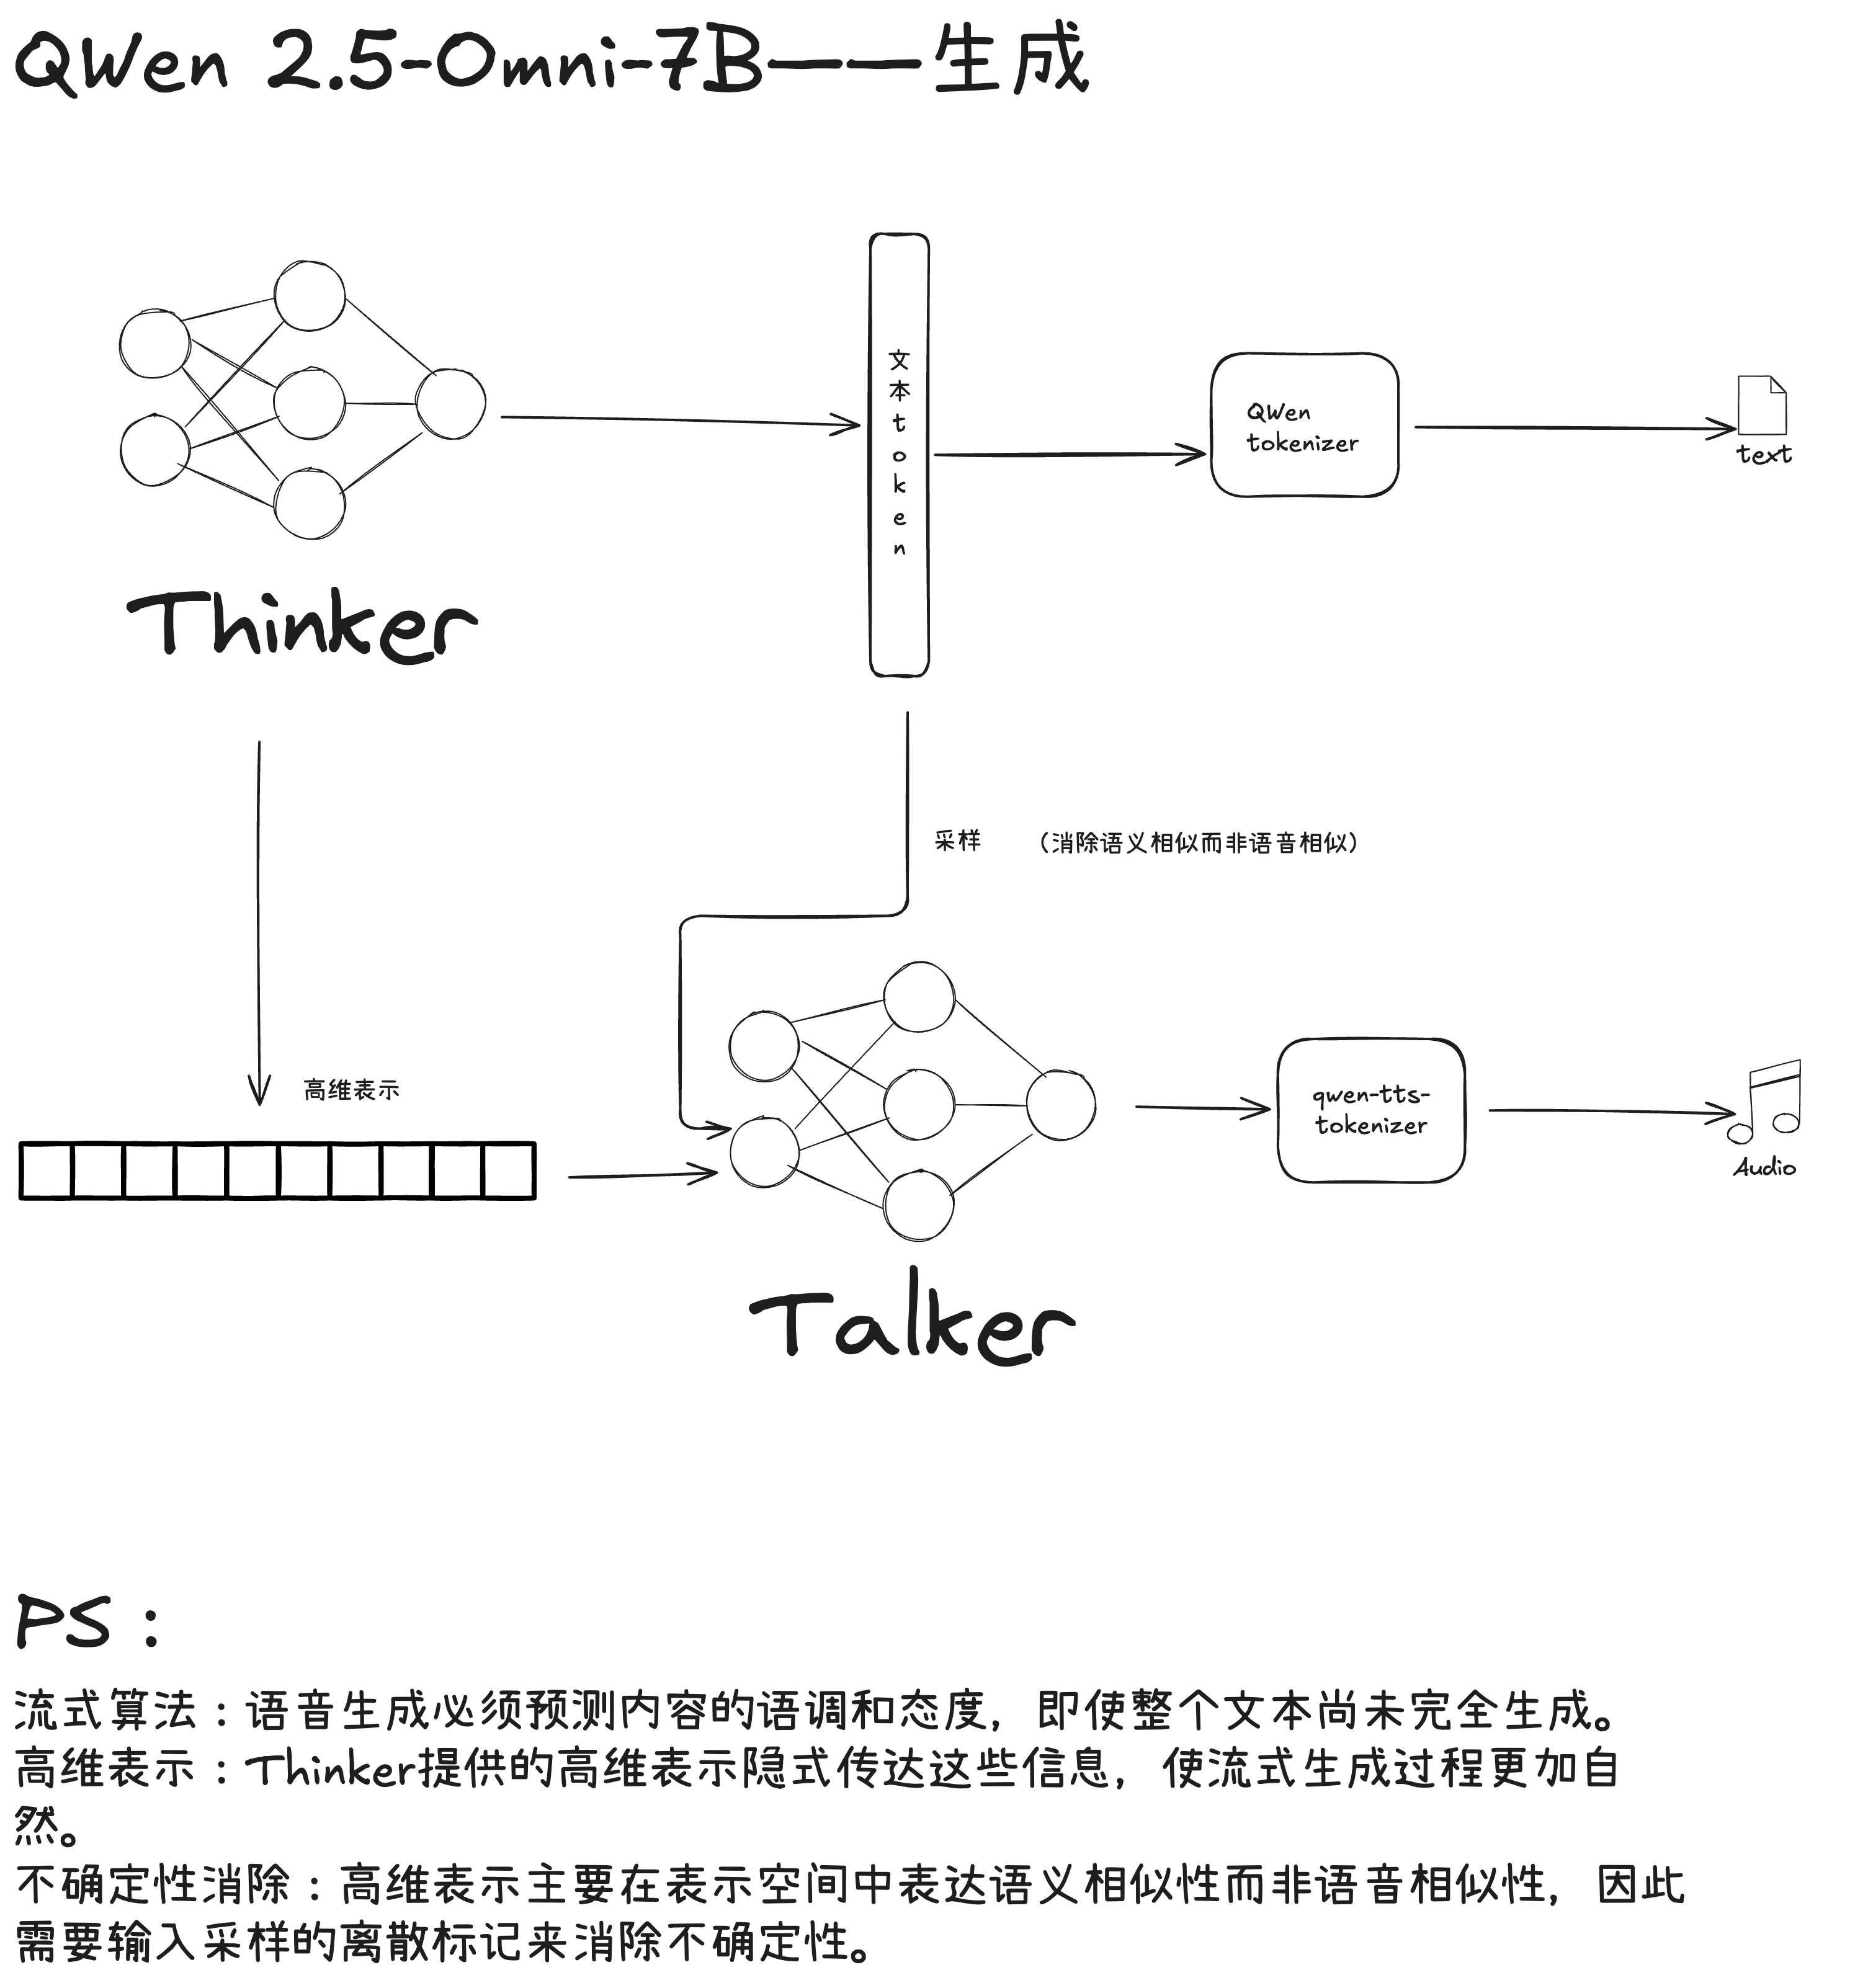 QWen 2.5-Omni-7B——生成
文
本
t
o
k
e
n
QWen
tokenizer
text
Thinker
采样 （消除语义相似而非语音相似）
高维表示
qwen-tts-
tokenizer
Audio
Talker
PS：
流式算法：语音生成必须预测内容的语调和态度，即使整个文本尚未完全生成。
高维表示：Thinker提供的高维表示隐式传达这些信息，使流式生成过程更加自
然。
不确定性消除：高维表示主要在表示空间中表达语义相似性而非语音相似性，因此
需要输入采样的离散标记来消除不确定性。